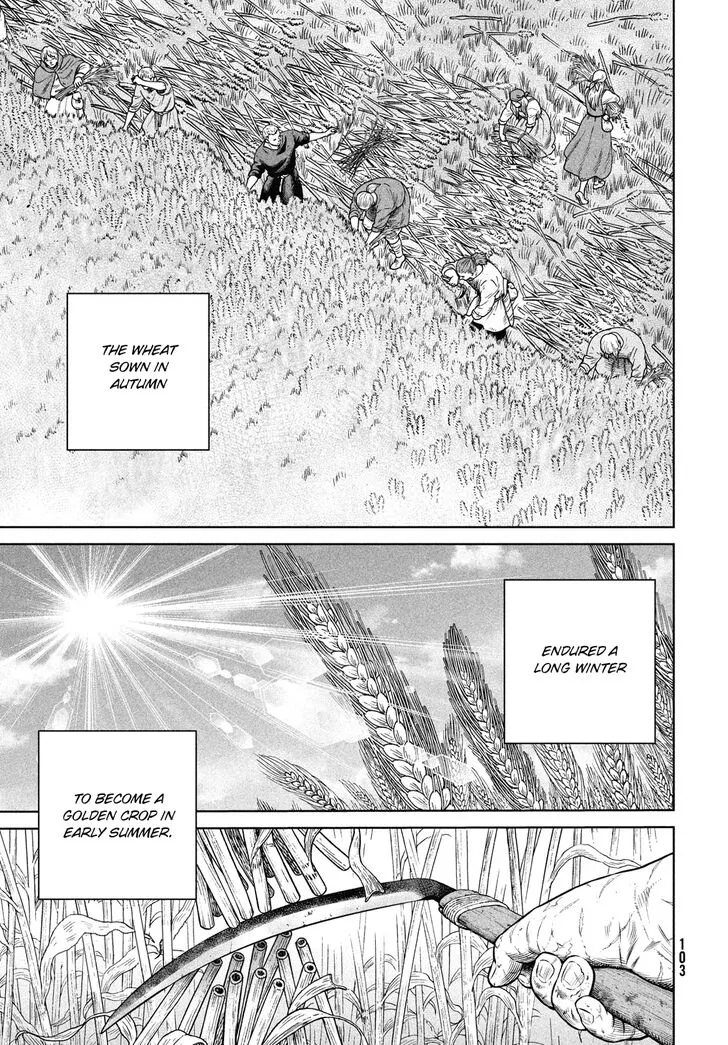 THE WHEAT
SOWN IN
AUTUMN
ENDURED A
LONG WINTER
TO BECOME A
GOLDEN CROP IN
EARLY SUMMER.
103